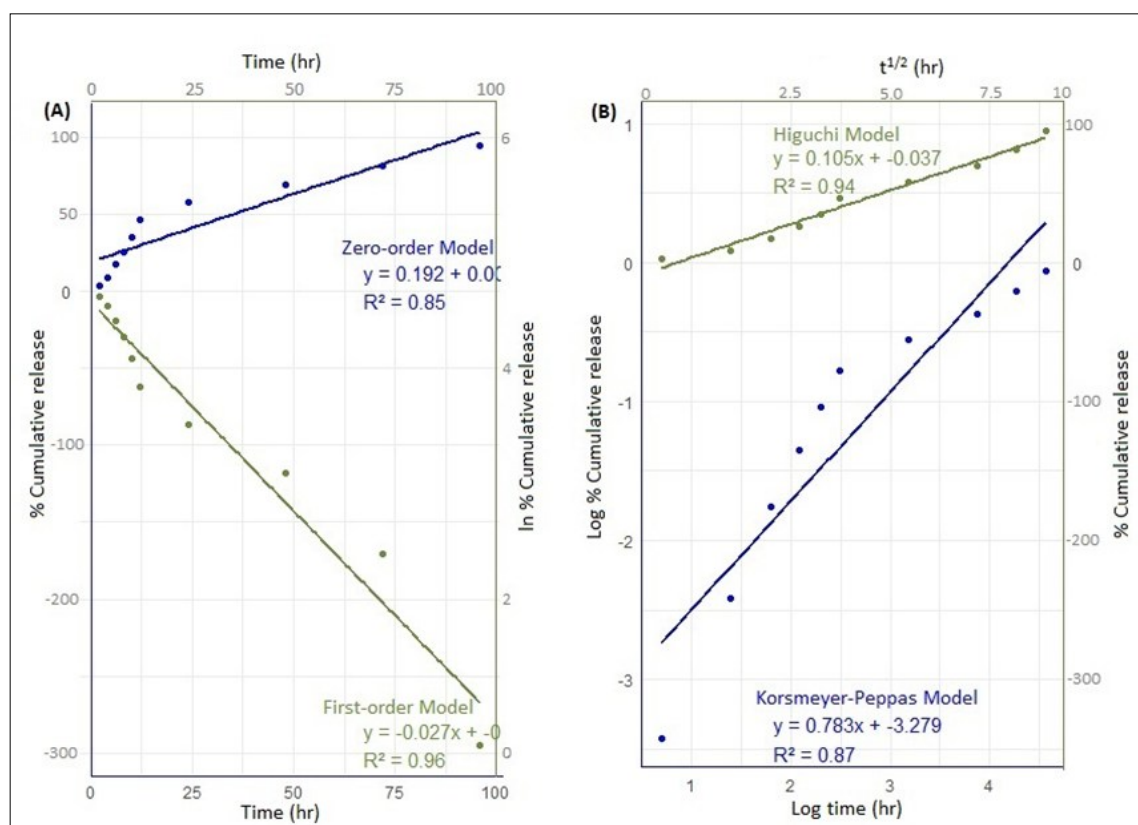 Time (hr)
0 25 50 75 100
(A)
100
50
0
-100
-200
-300
% Cumulative release
6
4
2
0
ln % Cumulative release
Zero-order Model
y = 0.192 + 0.00
R² = 0.85
First-order Model
y = -0.027x + -0
R² = 0.96
0 25 50 75 100
Time (hr)
t1/2 (hr)
0 2.5 5.0 7.5 10
(B)
1
0
-1
-2
-3
Log % Cumulative release
100
0
-100
-200
-300
% Cumulative release
Higuchi Model
y = 0.105x + -0.037
R² = 0.94
Korsmeyer-Peppas Model
y = 0.783x + -3.279
R² = 0.87
1 2 3 4
Log time (hr)